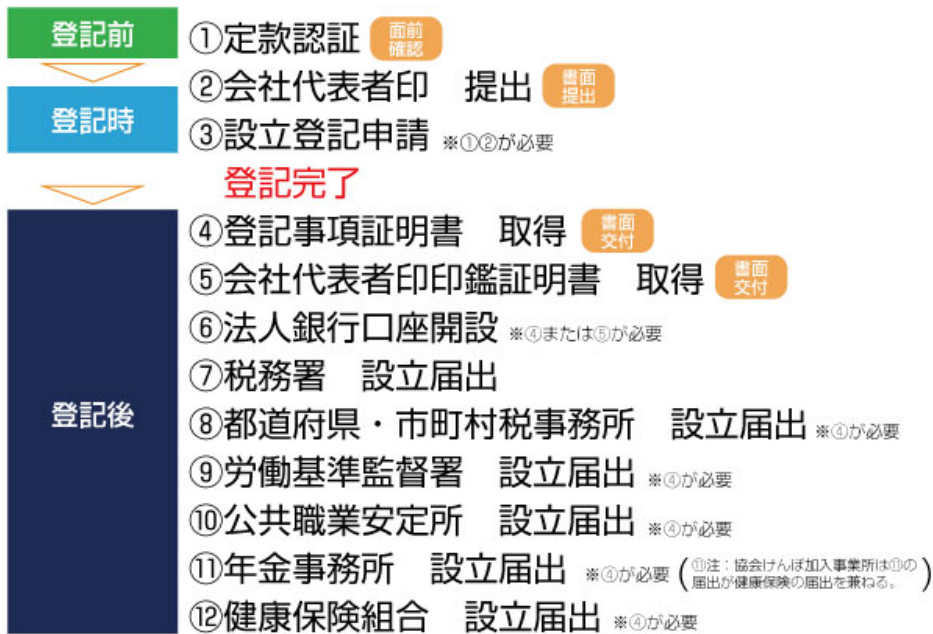 登記前
①定款認証 面前確認
②会社代表者印 提出 書面提出
登記時
③設立登記申請 ※①②が必要
登記完了
④登記事項証明書 取得 書面交付
⑤会社代表者印印鑑証明書 取得 書面交付
⑥法人銀行口座開設 ※④または⑤が必要
⑦税務署 設立届出
登記後
⑧都道府県・市町村税事務所 設立届出 ※④が必要
⑨労働基準監督署 設立届出 ※④が必要
⑩公共職業安定所 設立届出 ※④が必要
⑪年金事務所 設立届出 ※④が必要 (⑪注:協会けんぽ加入事業所は⑪の届出が健康保険の届出を兼ねる。)
⑫健康保険組合 設立届出 ※④が必要